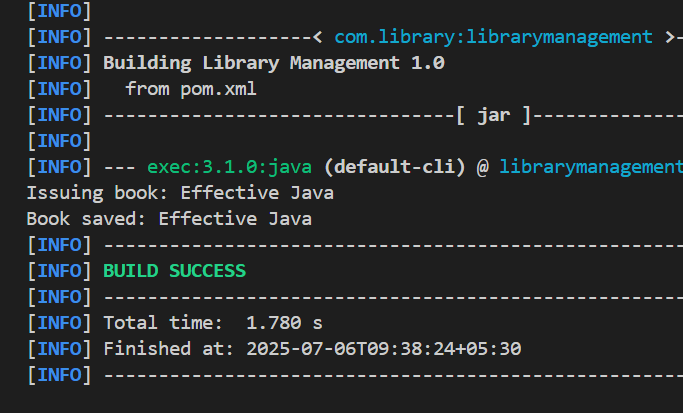 [INFO]
[INFO] -------------------< com.library:librarymanagement >-
[INFO] Building Library Management 1.0
[INFO]   from pom.xml
[INFO] --------------------------------[ jar ]--------------
[INFO]
[INFO] --- exec:3.1.0:java (default-cli) @ librarymanagement
Issuing book: Effective Java
Book saved: Effective Java
[INFO] -----------------------------------------------------
[INFO] BUILD SUCCESS
[INFO] -----------------------------------------------------
[INFO] Total time:  1.780 s
[INFO] Finished at: 2025-07-06T09:38:24+05:30
[INFO] -----------------------------------------------------